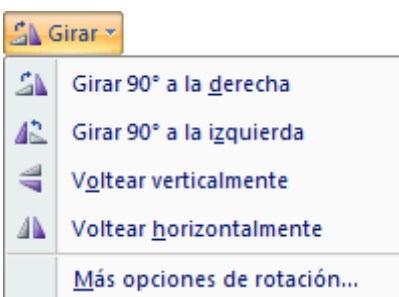 Girar
Girar 90° a la derecha
Girar 90° a la izquierda
Voltear verticalmente
Voltear horizontalmente
Más opciones de rotación...